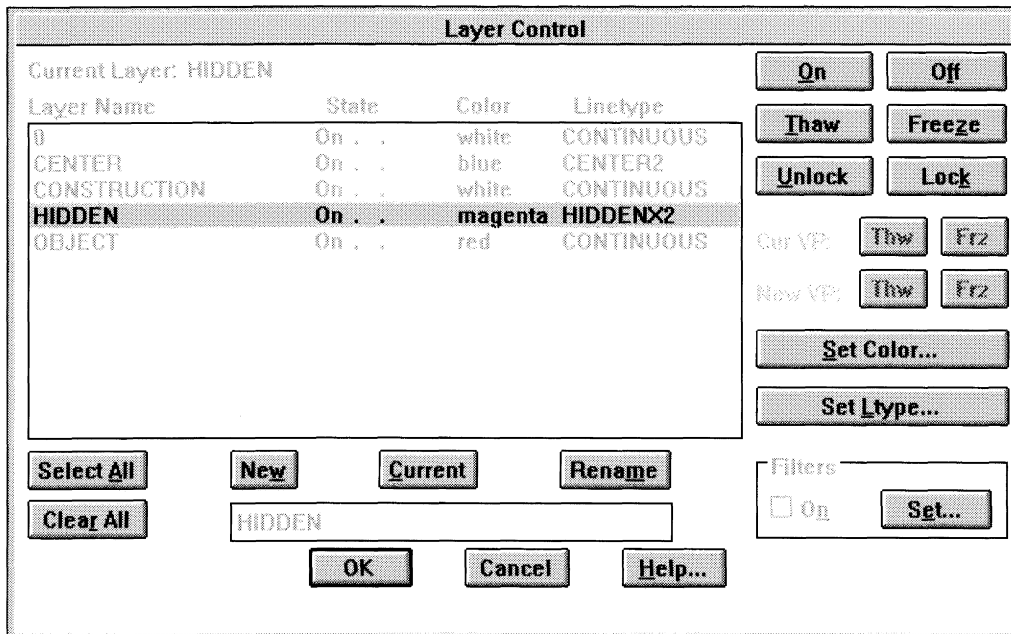 Layer Control
Current Layer: HIDDEN
On Off
Layer Name State Color Linetype
Thaw Freeze
0 On . . white CONTINUOUS
CENTER On . . blue CENTER2
CONSTRUCTION On . . white CONTINUOUS
Unlock Lock
HIDDEN On . . magenta HIDDENX2
OBJECT On . . red CONTINUOUS
Cur VP: Thw Frz
New VP: Thw Frz
Set Color...
Set Ltype...
Select All New Current Rename
Filters
Clear All HIDDEN
On Set...
OK Cancel Help...